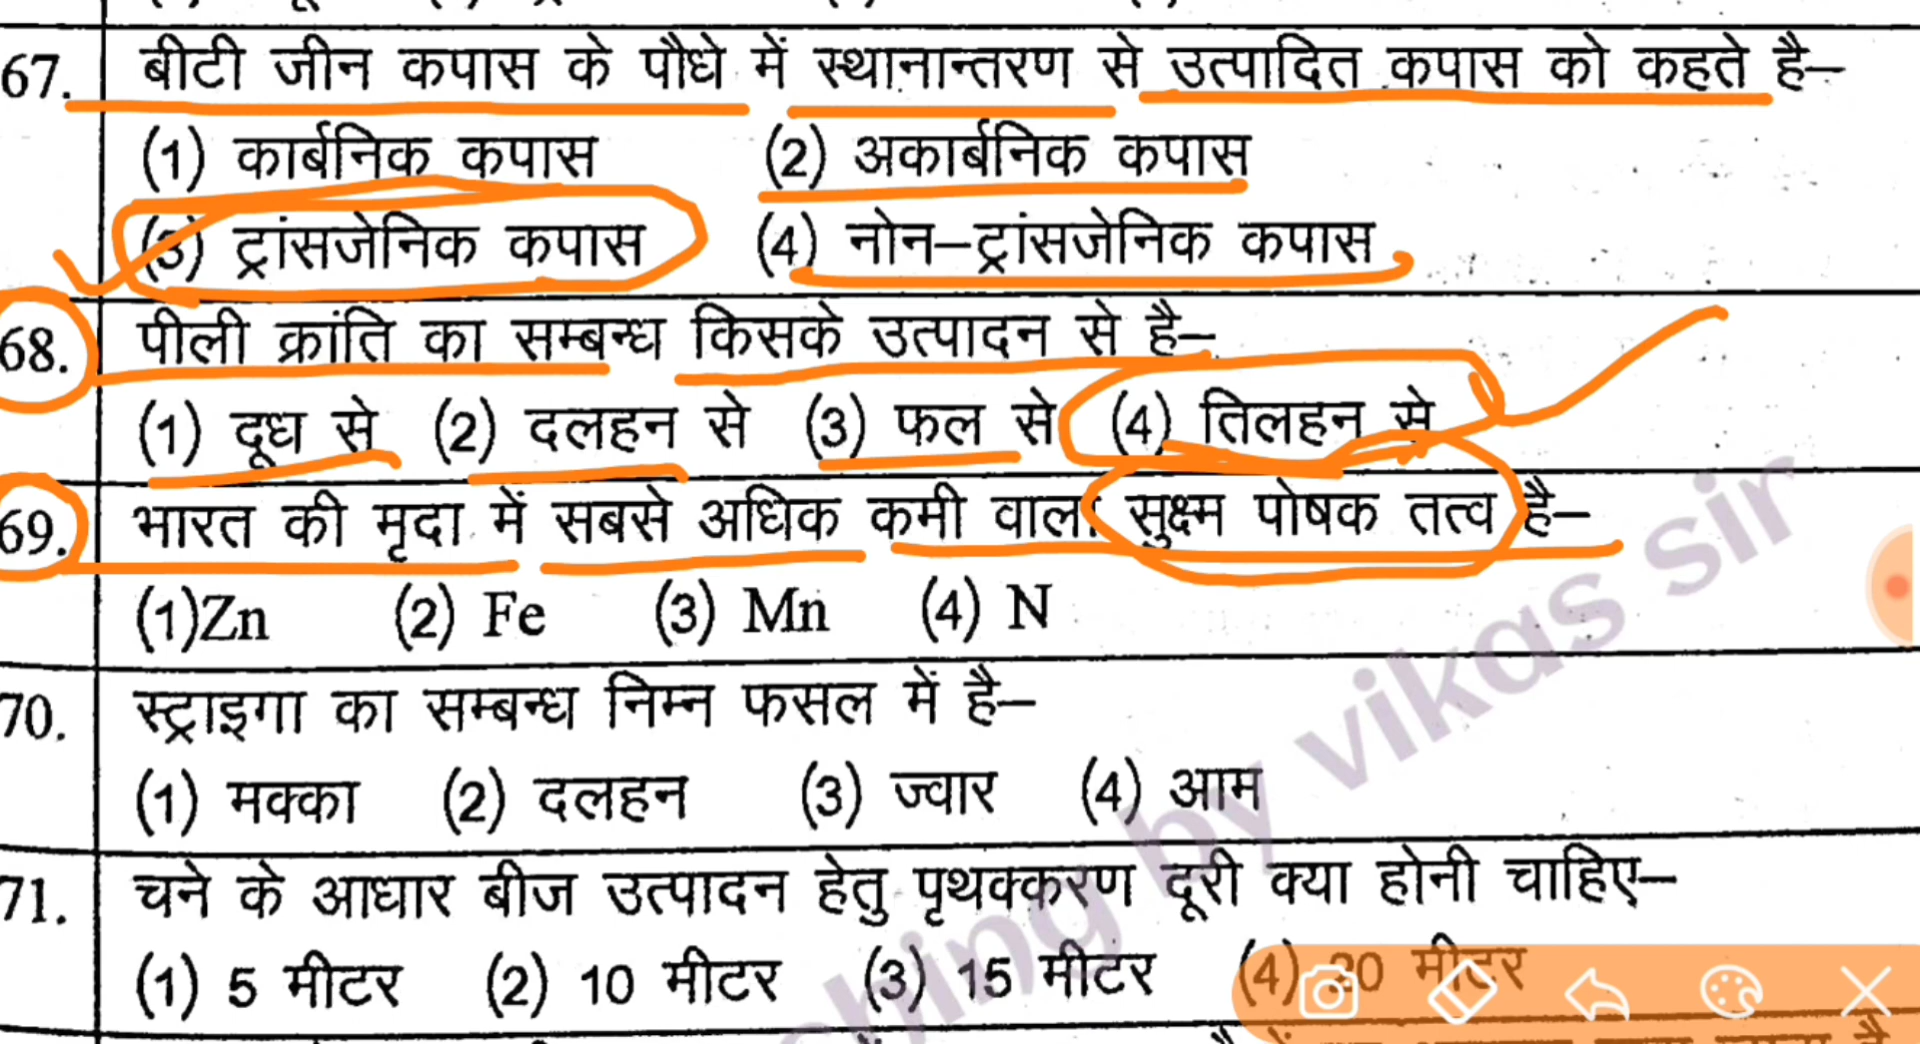 67. बीटी जीन कपास के पौधे में स्थानान्तरण से उत्पादित कपास को कहते है–
(1) कार्बनिक कपास (2) अकार्बनिक कपास
(3) ट्रांसजेनिक कपास (4) नोन–ट्रांसजेनिक कपास
68. पीली क्रांति का सम्बन्ध किसके उत्पादन से है–
(1) दूध से (2) दलहन से (3) फल से (4) तिलहन से
69. भारत की मृदा में सबसे अधिक कमी वाला सुक्ष्म पोषक तत्व है–
(1)Zn (2) Fe (3) Mn (4) N
70. स्ट्राइगा का सम्बन्ध निम्न फसल में है–
(1) मक्का (2) दलहन (3) ज्वार (4) आम
71. चने के आधार बीज उत्पादन हेतु पृथक्करण दूरी क्या होनी चाहिए–
(1) 5 मीटर (2) 10 मीटर (3) 15 मीटर (4) 20 मीटर
by vikas sir